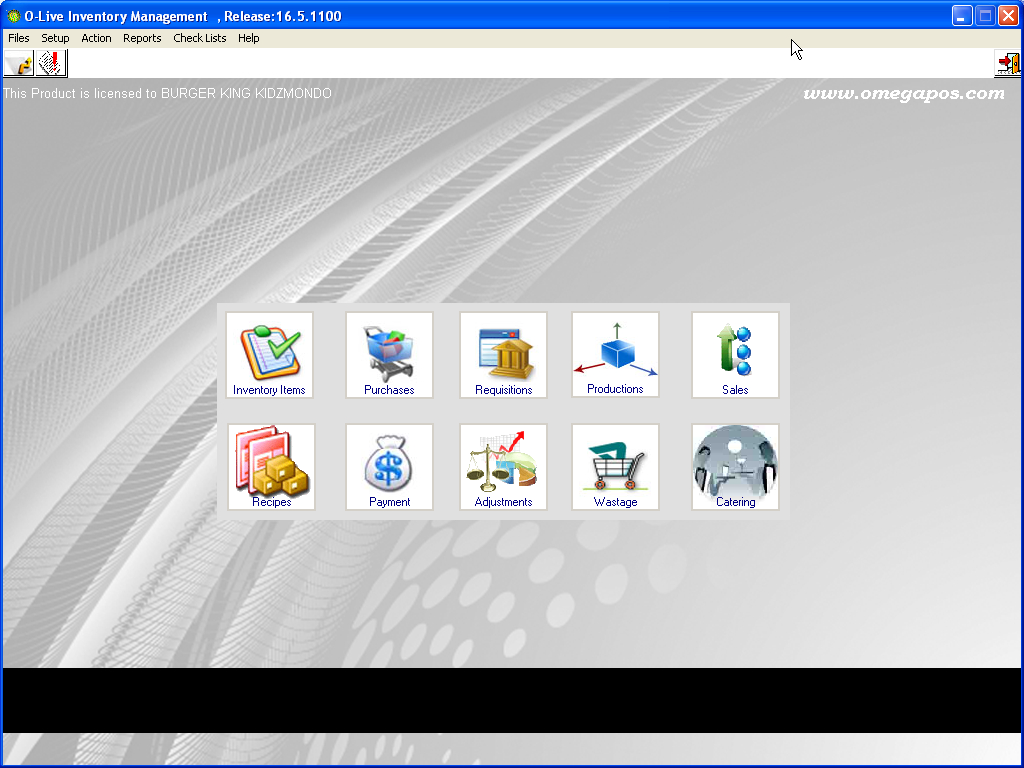 O-Live Inventory Management , Release:16.5.1100
Files Setup Action Reports Check Lists Help
This Product is licensed to BURGER KING KIDZMONDO
www.omegapos.com
Inventory Items Purchases Requisitions Productions Sales
Recipes Payment Adjustments Wastage Catering